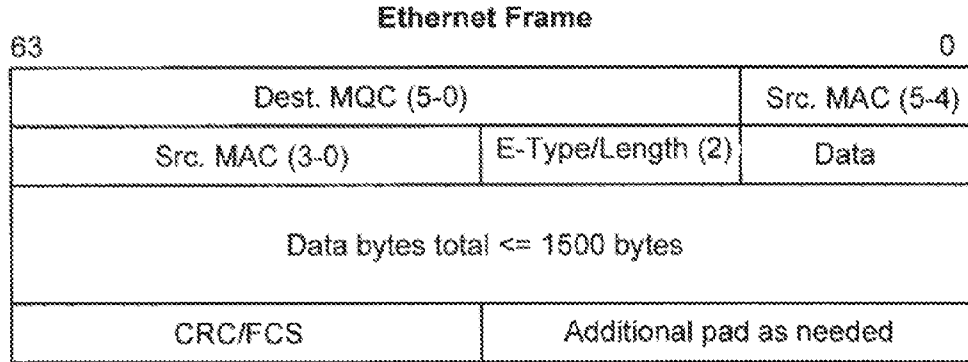 Ethernet Frame
63 0
Dest. MQC (5-0) Src. MAC (5-4)
Src. MAC (3-0) E-Type/Length (2) Data
Data bytes total <= 1500 bytes
CRC/FCS Additional pad as needed